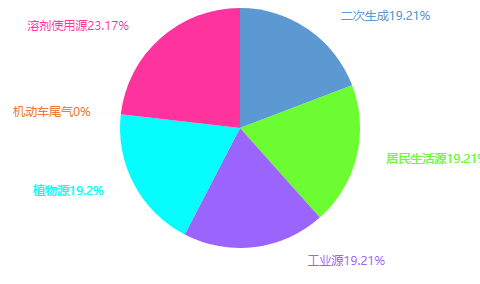 溶剂使用源23.17%
二次生成19.21%
机动车尾气0%
居民生活源19.21%
植物源19.2%
工业源19.21%